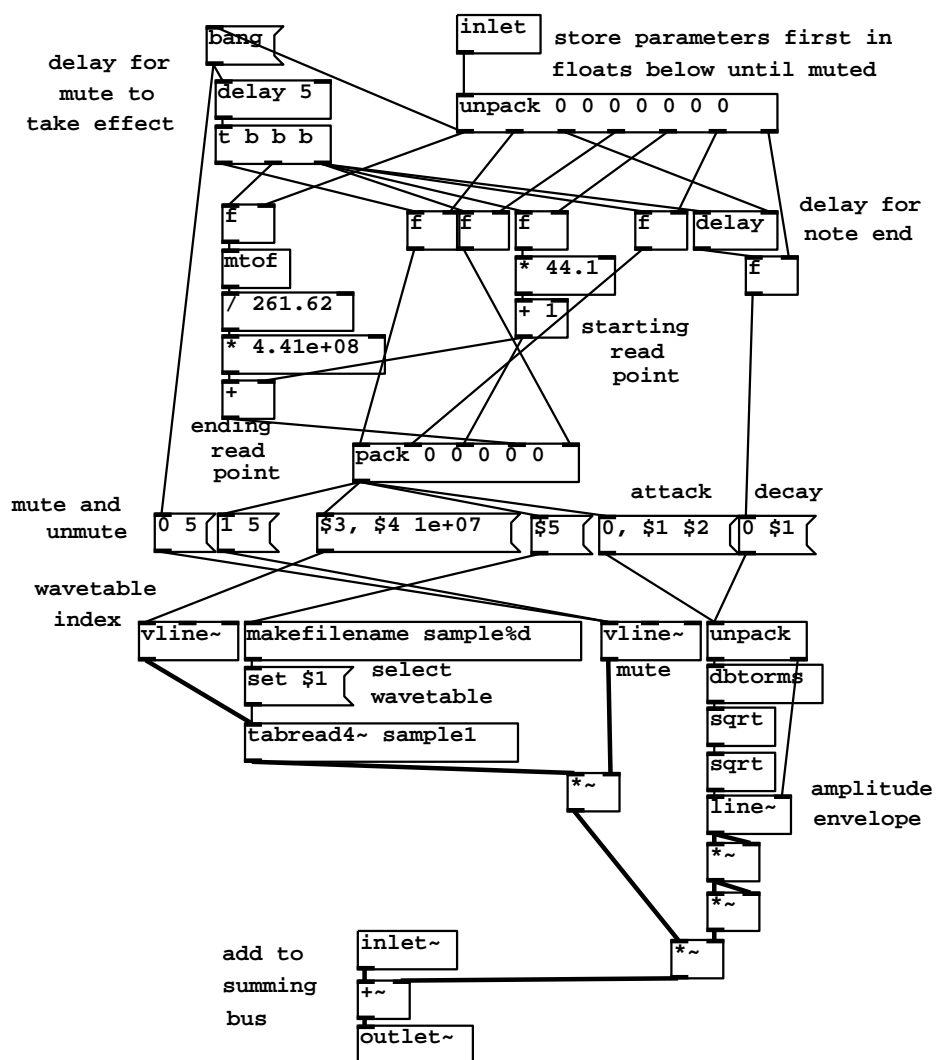 inlet
store parameters first in
floats below until muted
bang
delay for
mute to
take effect
delay 5
unpack 0 0 0 0 0 0 0
t b b b
f
f
f
f
f
delay
delay for
note end
mtof
* 44.1
f
/ 261.62
+ 1
starting
read
point
* 4.41e+08
+
ending
read
point
pack 0 0 0 0 0
mute and
unmute
attack
decay
0 5
1 5
$3, $4 1e+07
$5
0, $1 $2
0 $1
wavetable
index
vline~
makefilename sample%d
vline~
unpack
set $1
select
wavetable
mute
dbtorms
sqrt
tabread4~ sample1
sqrt
*~
line~
amplitude
envelope
*~
*~
add to
summing
bus
inlet~
*~
+~
outlet~